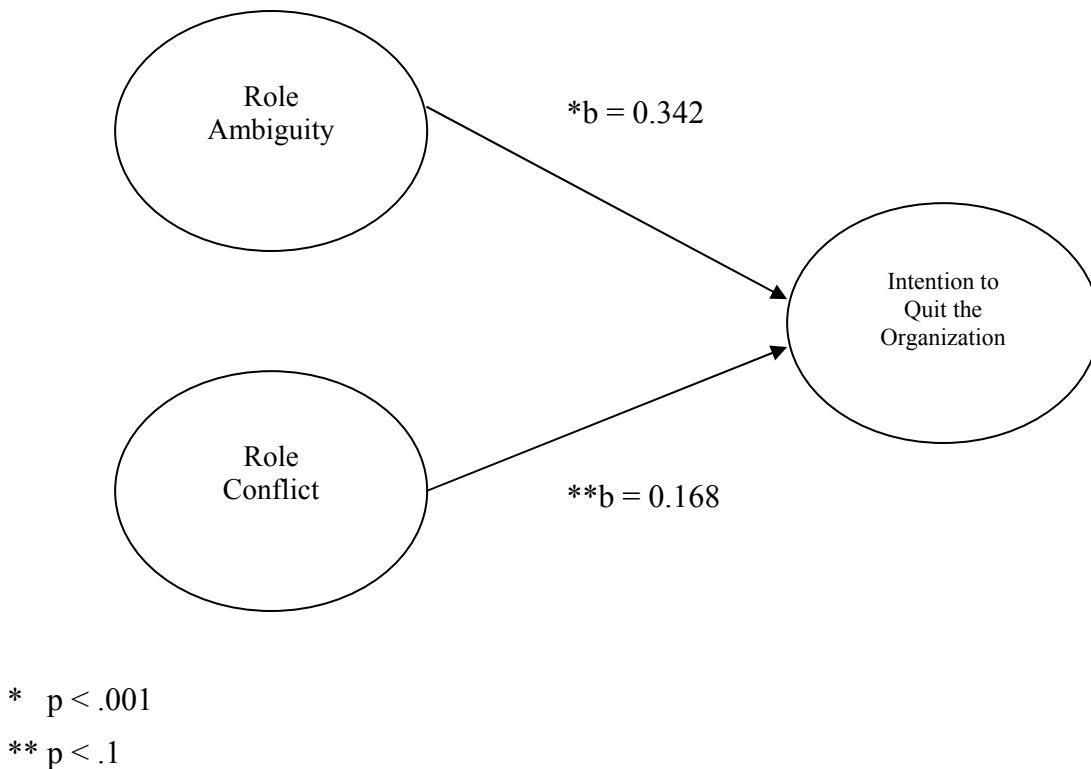 Role
Ambiguity
*b = 0.342
Intention to
Quit the
Organization
Role
Conflict
**b = 0.168
* p < .001
** p < .1